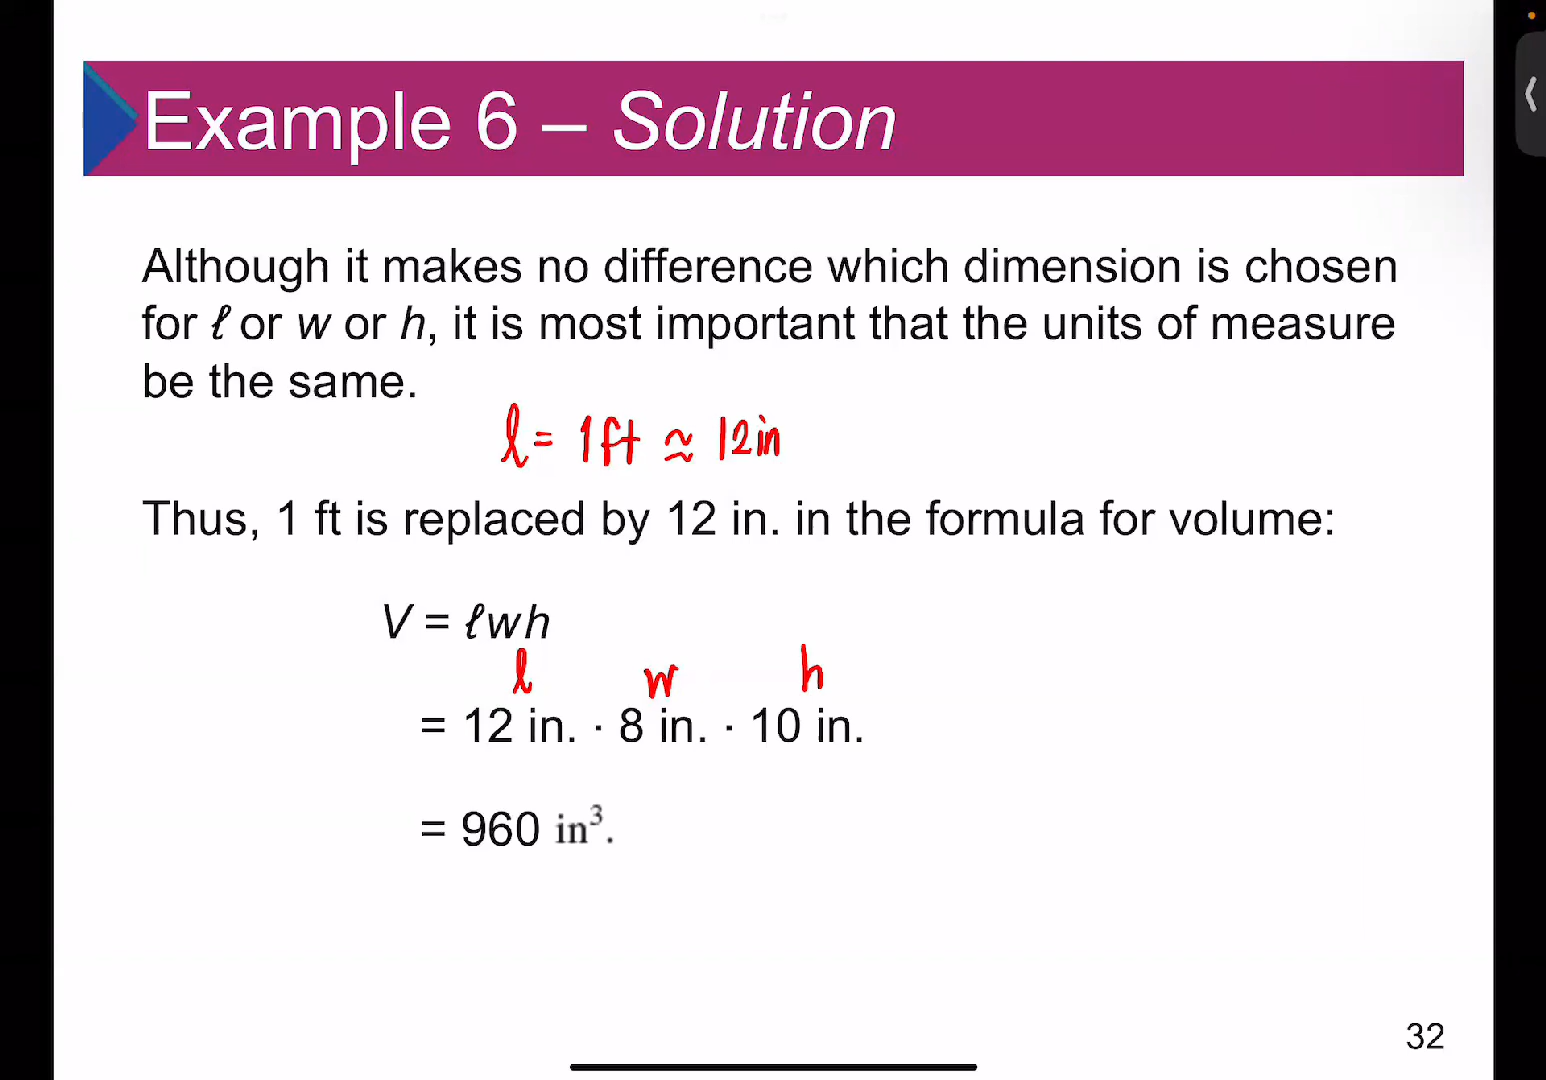 Example 6 – Solution
Although it makes no difference which dimension is chosen
for ℓ or w or h, it is most important that the units of measure
be the same.
l = 1ft ≈ 12in
Thus, 1 ft is replaced by 12 in. in the formula for volume:
V = ℓwh
l w h
= 12 in. · 8 in. · 10 in.
= 960 in³.
32